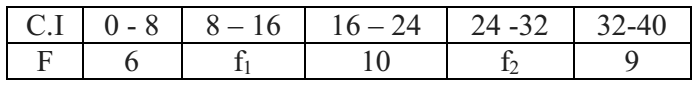 C.I 0 - 8 8 – 16 16 – 24 24 -32 32-40
F 6 f₁ 10 f₂ 9